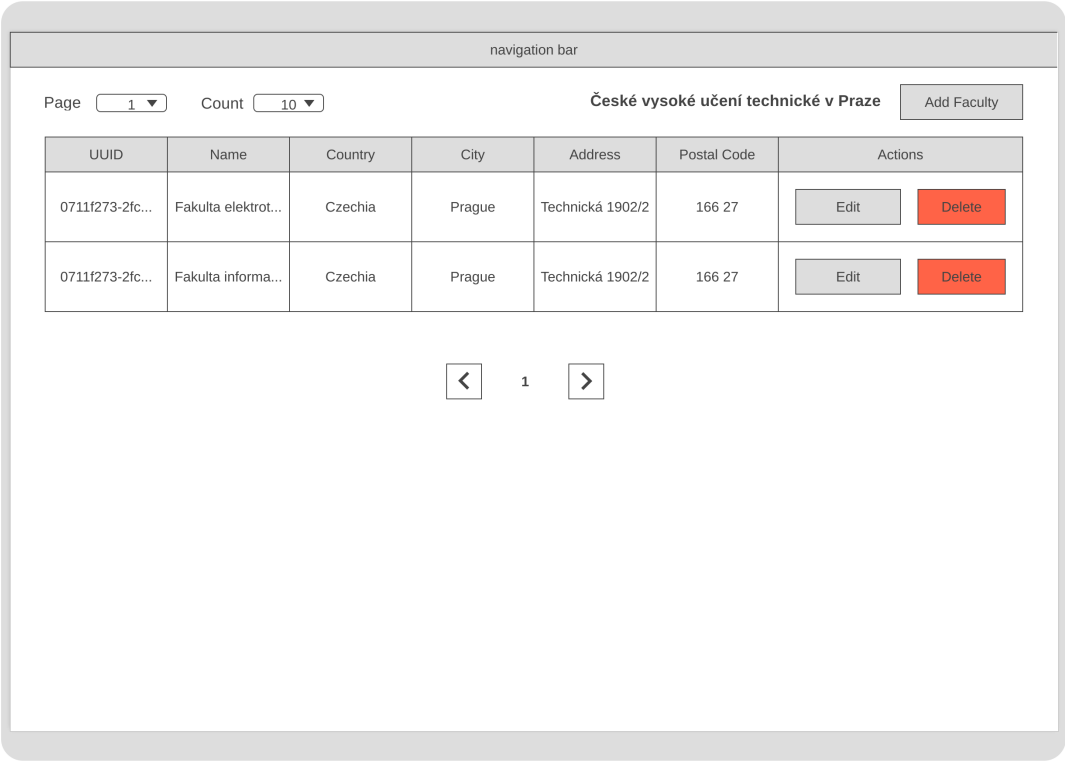 navigation bar
Page 1 Count 10 České vysoké učení technické v Praze Add Faculty
UUID Name Country City Address Postal Code Actions
0711f273-2fc... Fakulta elektrot... Czechia Prague Technická 1902/2 166 27 Edit Delete
0711f273-2fc... Fakulta informa... Czechia Prague Technická 1902/2 166 27 Edit Delete
1